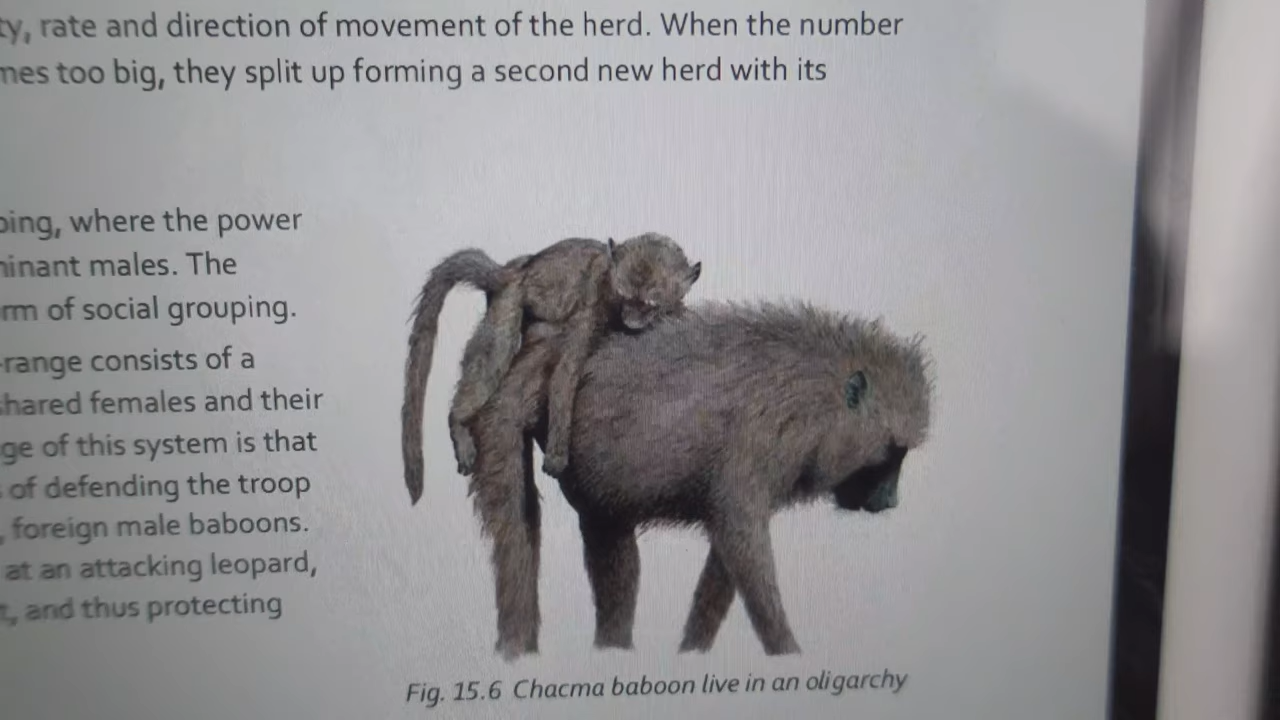 ty, rate and direction of movement of the herd. When the number
mes too big, they split up forming a second new herd with its
ping, where the power
minant males. The
rm of social grouping.
-range consists of a
shared females and their
ge of this system is that
of defending the troop
, foreign male baboons.
at an attacking leopard,
t, and thus protecting
Fig. 15.6 Chacma baboon live in an oligarchy